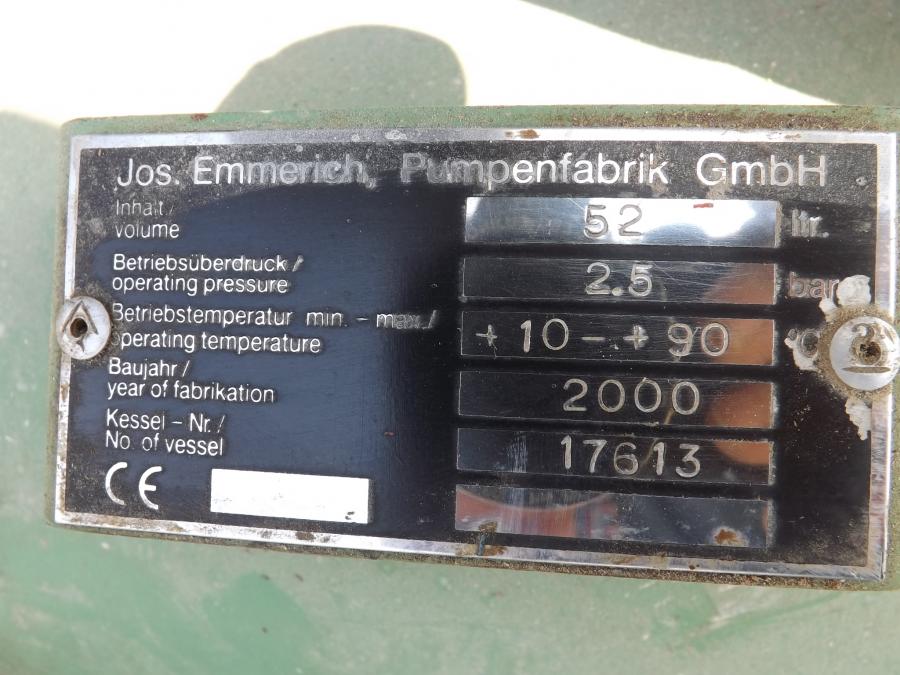 Jos. Emmerich, Pumpenfabrik GmbH
Inhalt/
volume 52 ltr.
Betriebsüberdruck/
operating pressure 2.5 bar
Betriebstemperatur min. - max./
operating temperature +10 - +90 °C
Baujahr/
year of fabrikation 2000
Kessel - Nr./
No. of vessel 17613
CE